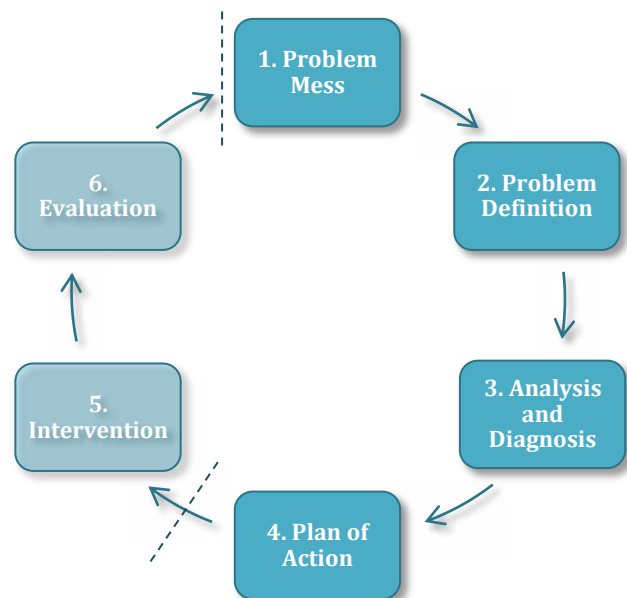 1. Problem
Mess
2. Problem
Definition
3. Analysis
and
Diagnosis
4. Plan of
Action
5.
Intervention
6.
Evaluation